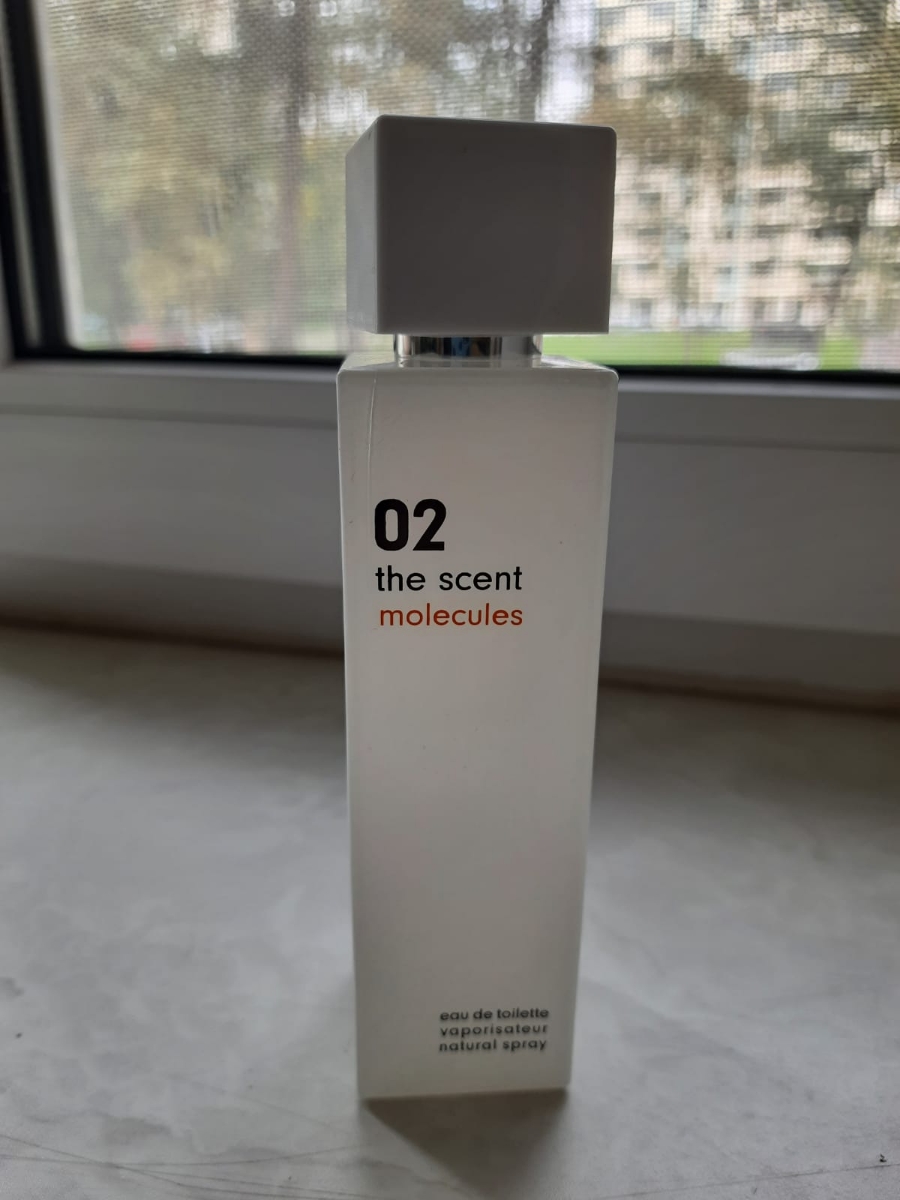 02
the scent
molecules
eau de toilette
vaporisateur
natural spray